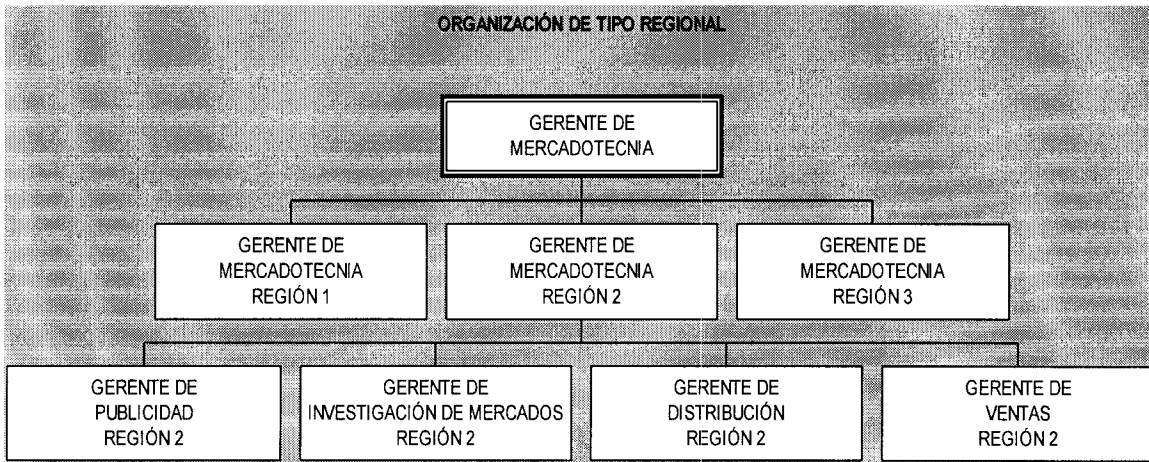 ORGANIZACIÓN DE TIPO REGIONAL
GERENTE DE
MERCADOTECNIA
GERENTE DE
MERCADOTECNIA
REGIÓN 1
GERENTE DE
MERCADOTECNIA
REGIÓN 2
GERENTE DE
MERCADOTECNIA
REGIÓN 3
GERENTE DE
PUBLICIDAD
REGIÓN 2
GERENTE DE
INVESTIGACIÓN DE MERCADOS
REGIÓN 2
GERENTE DE
DISTRIBUCIÓN
REGIÓN 2
GERENTE DE
VENTAS
REGIÓN 2